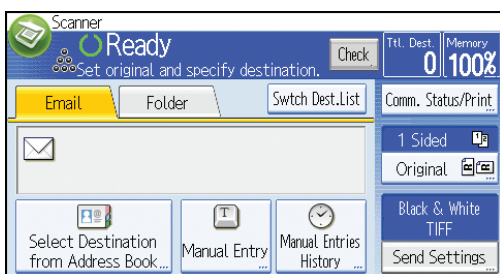 Scanner
Ready
Set original and specify destination.
Check
Ttl. Dest.
0
Memory
100%
Email
Folder
Swtch Dest.List
Comm. Status/Print
1 Sided
Original
Select Destination
from Address Book
Manual Entry
Manual Entries
History
Black & White
TIFF
Send Settings